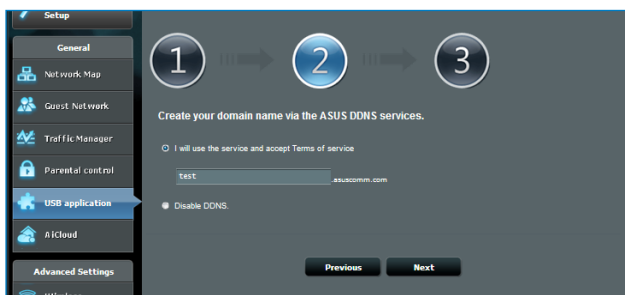 Setup
General
Network Map
Guest Network
Traffic Manager
Parental control
USB application
AiCloud
Advanced Settings
1
2
3
Create your domain name via the ASUS DDNS services.
I will use the service and accept Terms of service
test .asuscomm.com
Disable DDNS.
Previous Next